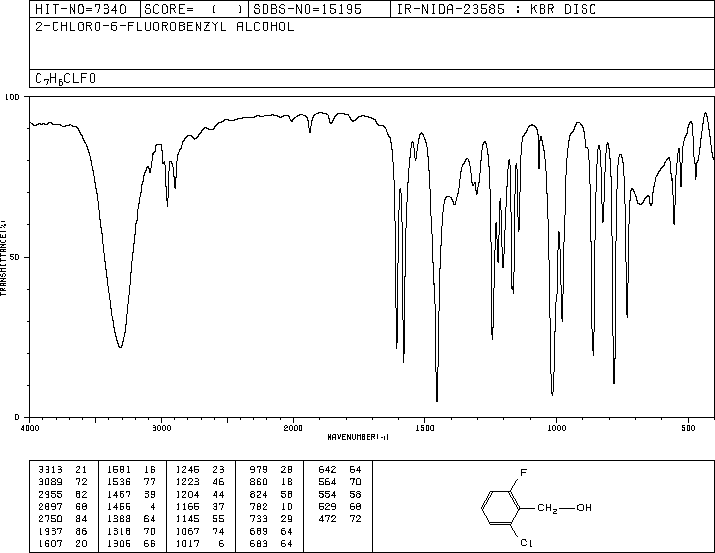 HIT-NO=7340 SCORE= ( ) SDBS-NO=15195 IR-NIDA-23585 : KBR DISC
2-CHLORO-6-FLUOROBENZYL ALCOHOL
C7H6CLFO
100
TRANSMITTANCE(%)
50
0
4000 3000 2000 1500 1000 500
WAVENUMBER(-1)
3313 21 1581 16 1246 23 979 28 642 64
3089 72 1536 77 1223 46 860 18 564 70
2955 62 1467 39 1204 44 824 58 554 58
2897 68 1455 4 1166 37 782 10 529 68
2750 84 1388 64 1145 55 733 29 472 72
1937 86 1318 70 1067 74 689 64
1607 20 1305 66 1017 6 683 64
F
CH2 OH
Cl